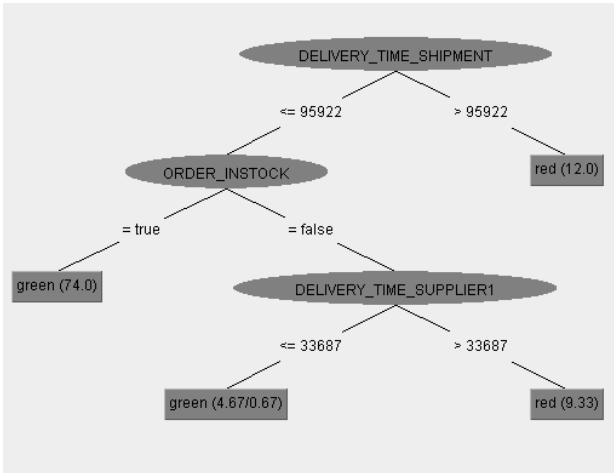 DELIVERY_TIME_SHIPMENT
<= 95922
> 95922
ORDER_INSTOCK
red (12.0)
= true
= false
green (74.0)
DELIVERY_TIME_SUPPLIER1
<= 33687
> 33687
green (4.67/0.67)
red (9.33)